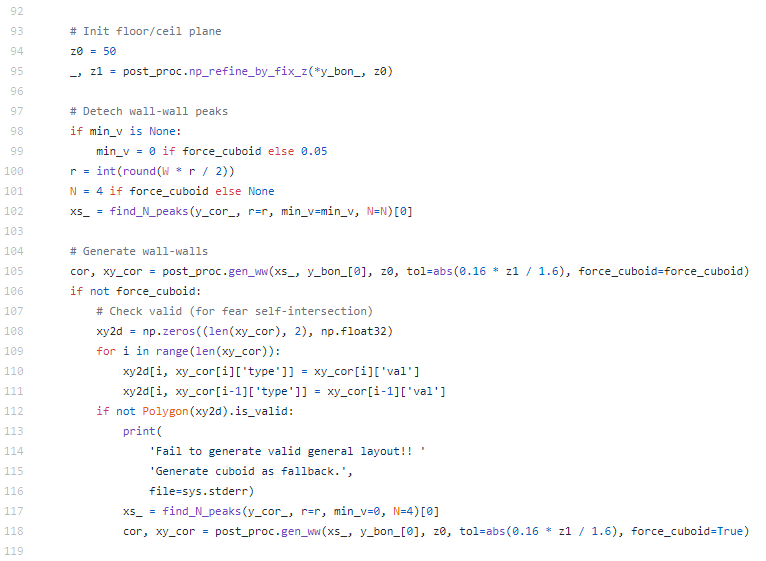 92
93 # Init floor/ceil plane
94 z0 = 50
95 _, z1 = post_proc.np_refine_by_fix_z(*y_bon_, z0)
96
97 # Detech wall-wall peaks
98 if min_v is None:
99 min_v = 0 if force_cuboid else 0.05
100 r = int(round(W * r / 2))
101 N = 4 if force_cuboid else None
102 xs_ = find_N_peaks(y_cor_, r=r, min_v=min_v, N=N)[0]
103
104 # Generate wall-walls
105 cor, xy_cor = post_proc.gen_ww(xs_, y_bon_[0], z0, tol=abs(0.16 * z1 / 1.6), force_cuboid=force_cuboid)
106 if not force_cuboid:
107 # Check valid (for fear self-intersection)
108 xy2d = np.zeros((len(xy_cor), 2), np.float32)
109 for i in range(len(xy_cor)):
110 xy2d[i, xy_cor[i]['type']] = xy_cor[i]['val']
111 xy2d[i, xy_cor[i-1]['type']] = xy_cor[i-1]['val']
112 if not Polygon(xy2d).is_valid:
113 print(
114 'Fail to generate valid general layout!! '
115 'Generate cuboid as fallback.',
116 file=sys.stderr)
117 xs_ = find_N_peaks(y_cor_, r=r, min_v=0, N=4)[0]
118 cor, xy_cor = post_proc.gen_ww(xs_, y_bon_[0], z0, tol=abs(0.16 * z1 / 1.6), force_cuboid=True)
119